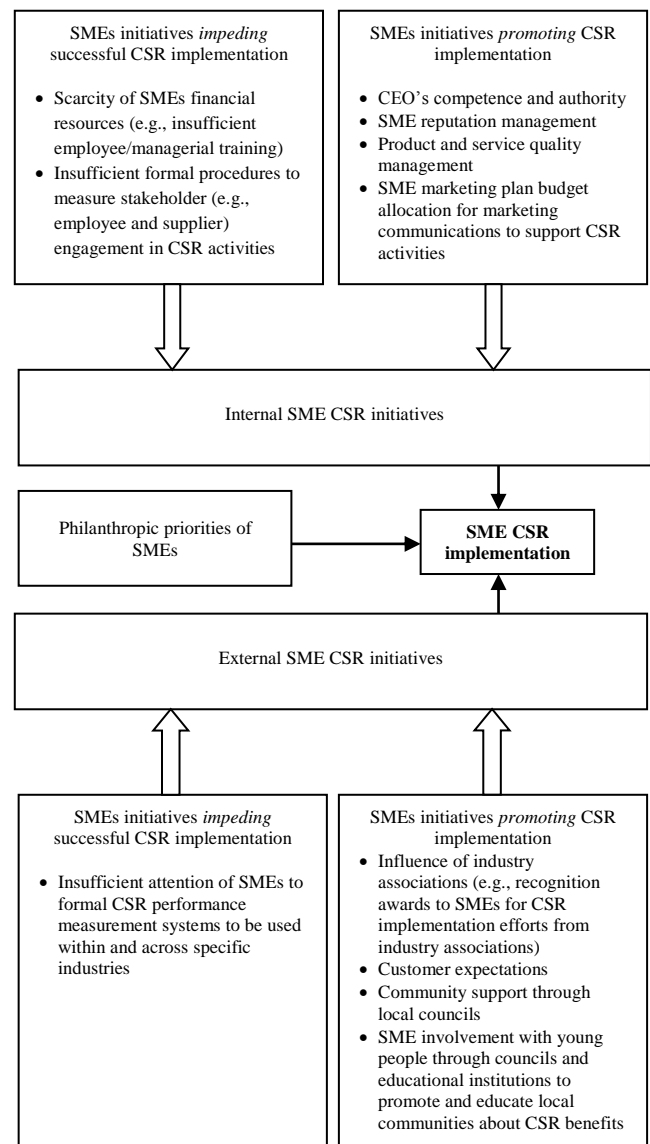 SMEs initiatives impeding
successful CSR implementation
• Scarcity of SMEs financial
resources (e.g., insufficient
employee/managerial training)
• Insufficient formal procedures to
measure stakeholder (e.g.,
employee and supplier)
engagement in CSR activities
SMEs initiatives promoting CSR
implementation
• CEO's competence and authority
• SME reputation management
• Product and service quality
management
• SME marketing plan budget
allocation for marketing
communications to support CSR
activities
Internal SME CSR initiatives
Philanthropic priorities of
SMEs
SME CSR
implementation
External SME CSR initiatives
SMEs initiatives impeding
successful CSR implementation
• Insufficient attention of SMEs to
formal CSR performance
measurement systems to be used
within and across specific
industries
SMEs initiatives promoting CSR
implementation
• Influence of industry
associations (e.g., recognition
awards to SMEs for CSR
implementation efforts from
industry associations)
• Customer expectations
• Community support through
local councils
• SME involvement with young
people through councils and
educational institutions to
promote and educate local
communities about CSR benefits